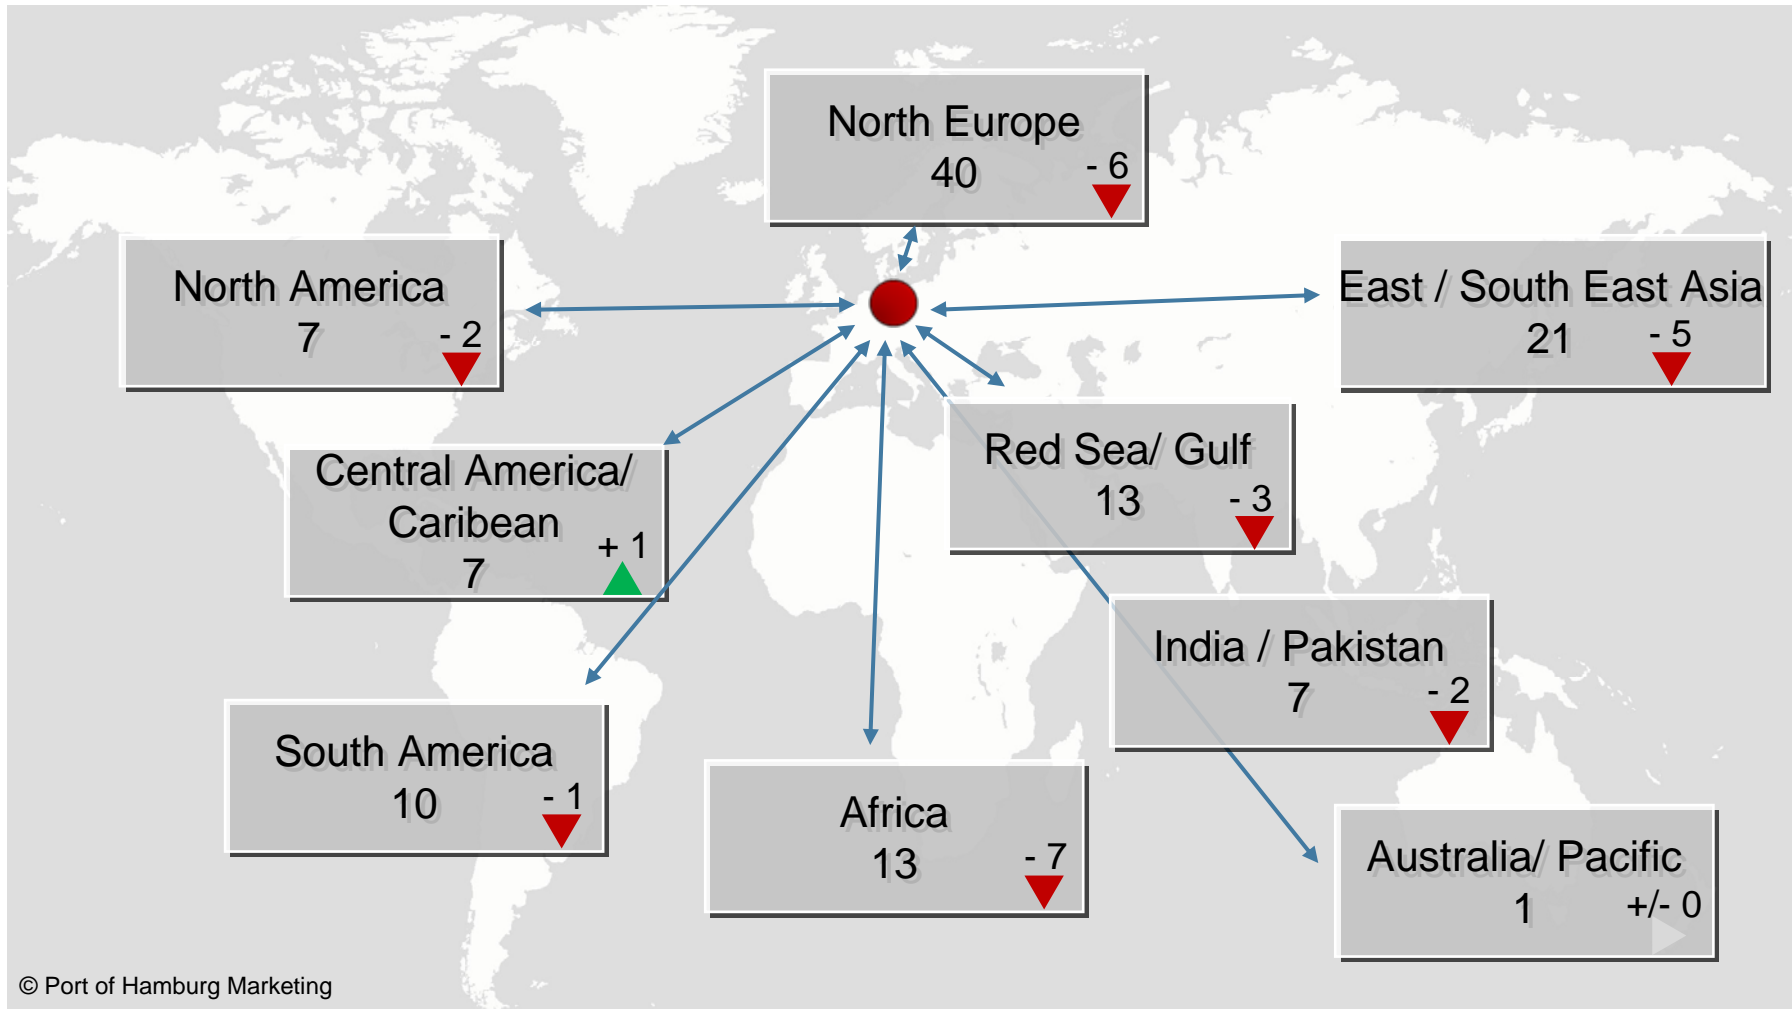 North Europe
40
- 6
North America
7
- 2
East / South East Asia
21
- 5
Central America/
Caribean
7
+ 1
Red Sea/ Gulf
13
- 3
India / Pakistan
7
- 2
South America
10
- 1
Africa
13
- 7
Australia/ Pacific
1
+/- 0
© Port of Hamburg Marketing